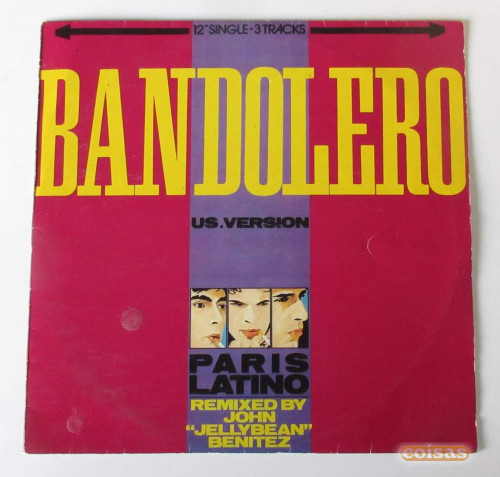 12" SINGLE - 3 TRACKS
BANDOLERO
US.VERSION
PARIS
LATINO
REMIXED BY
JOHN
"JELLYBEAN"
BENITEZ
coisas